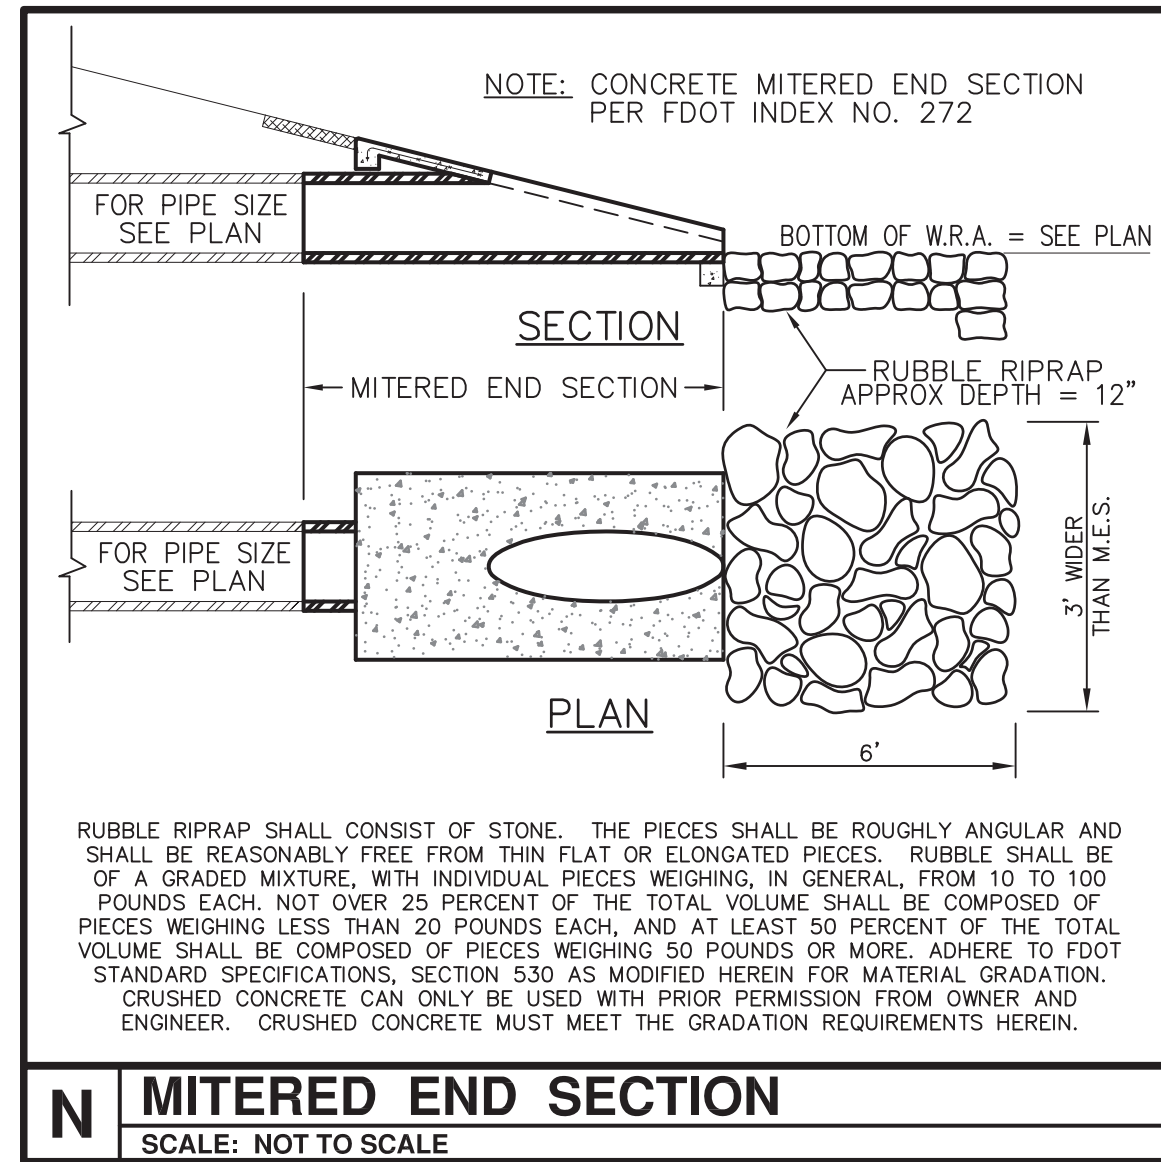 NOTE: CONCRETE MITERED END SECTION
PER FDOT INDEX NO. 272
FOR PIPE SIZE
SEE PLAN
BOTTOM OF W.R.A. = SEE PLAN
SECTION
RUBBLE RIPRAP
APPROX DEPTH = 12"
MITERED END SECTION
FOR PIPE SIZE
SEE PLAN
3' WIDER
THAN M.E.S.
PLAN
6'
RUBBLE RIPRAP SHALL CONSIST OF STONE. THE PIECES SHALL BE ROUGHLY ANGULAR AND
SHALL BE REASONABLY FREE FROM THIN FLAT OR ELONGATED PIECES. RUBBLE SHALL BE
OF A GRADED MIXTURE, WITH INDIVIDUAL PIECES WEIGHING, IN GENERAL, FROM 10 TO 100
POUNDS EACH. NOT OVER 25 PERCENT OF THE TOTAL VOLUME SHALL BE COMPOSED OF
PIECES WEIGHING LESS THAN 20 POUNDS EACH, AND AT LEAST 50 PERCENT OF THE TOTAL
VOLUME SHALL BE COMPOSED OF PIECES WEIGHING 50 POUNDS OR MORE. ADHERE TO FDOT
STANDARD SPECIFICATIONS, SECTION 530 AS MODIFIED HEREIN FOR MATERIAL GRADATION.
CRUSHED CONCRETE CAN ONLY BE USED WITH PRIOR PERMISSION FROM OWNER AND
ENGINEER. CRUSHED CONCRETE MUST MEET THE GRADATION REQUIREMENTS HEREIN.
N
MITERED END SECTION
SCALE: NOT TO SCALE